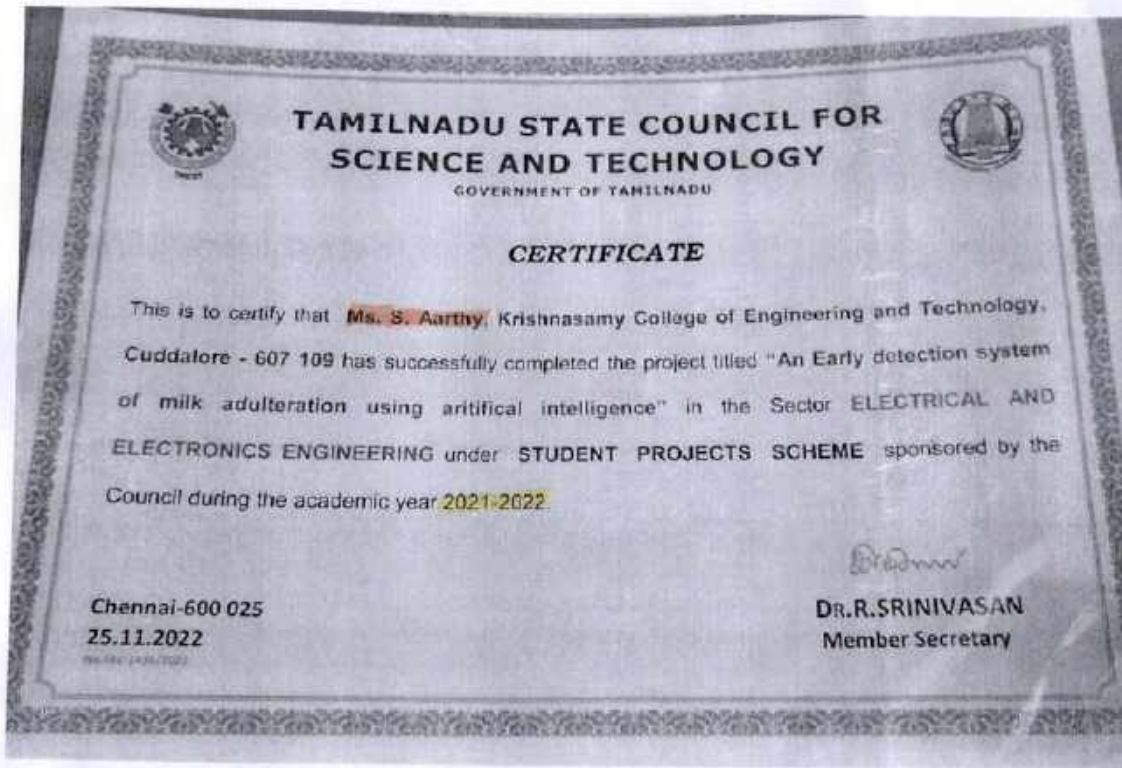 TAMILNADU STATE COUNCIL FOR
SCIENCE AND TECHNOLOGY
GOVERNMENT OF TAMILNADU
CERTIFICATE
This is to certify that Ms. S. Aarthy, Krishnasamy College of Engineering and Technology,
Cuddalore - 607 109 has successfully completed the project titled "An Early detection system
of milk adulteration using aritifical intelligence" in the Sector ELECTRICAL AND
ELECTRONICS ENGINEERING under STUDENT PROJECTS SCHEME sponsored by the
Council during the academic year 2021-2022.
Chennai-600 025
25.11.2022
DR.R.SRINIVASAN
Member Secretary